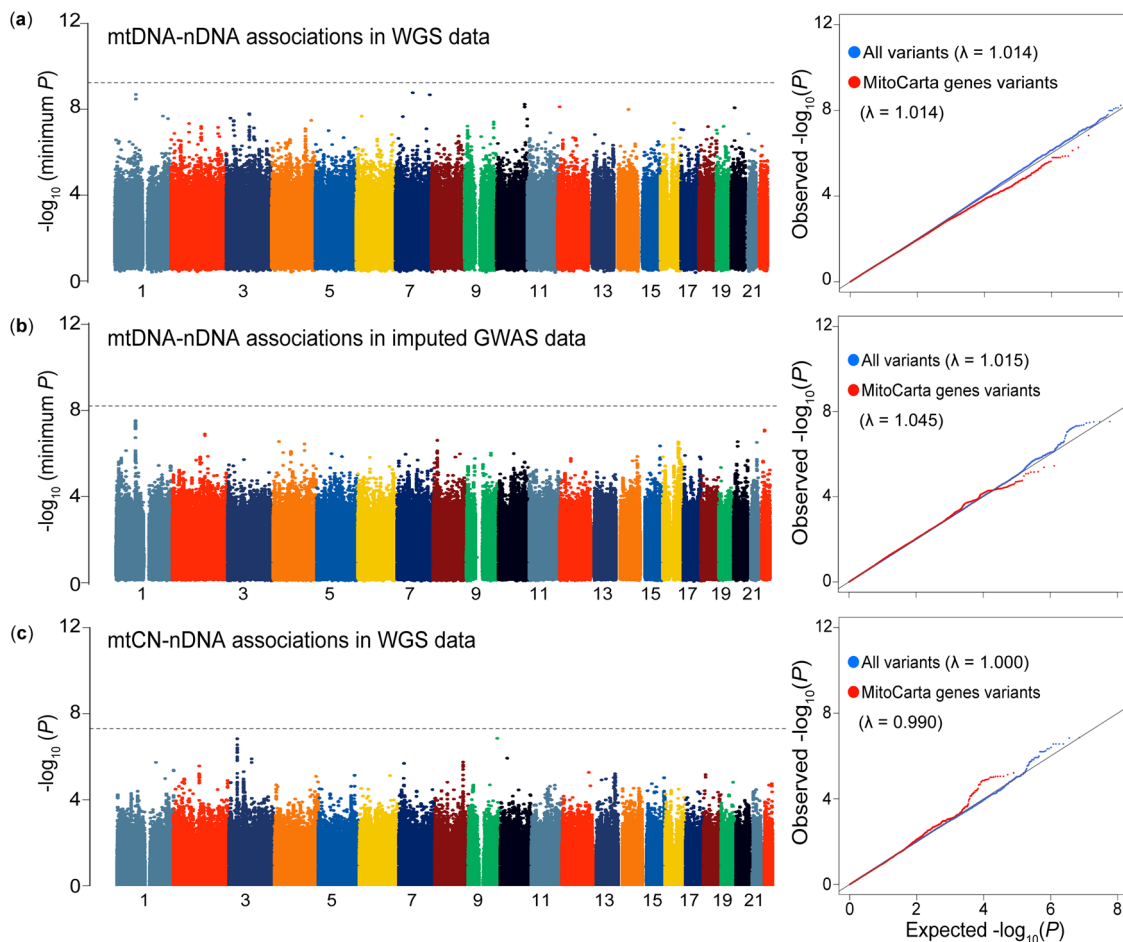 (a)
12
8
4
0
-log10 (minimum P)
mtDNA-nDNA associations in WGS data
1 3 5 7 9 11 13 15 17 19 21
12
8
4
0
Observed -log10(P)
All variants (λ = 1.014)
MitoCarta genes variants
(λ = 1.014)
0 2 4 6 8
(b)
12
8
4
0
-log10 (minimum P)
mtDNA-nDNA associations in imputed GWAS data
1 3 5 7 9 11 13 15 17 19 21
12
8
4
0
Observed -log10(P)
All variants (λ = 1.015)
MitoCarta genes variants
(λ = 1.045)
(c)
12
8
4
0
-log10 (P)
mtCN-nDNA associations in WGS data
1 3 5 7 9 11 13 15 17 19 21
12
8
4
0
Observed -log10(P)
All variants (λ = 1.000)
MitoCarta genes variants
(λ = 0.990)
0 2 4 6 8
Expected -log10(P)